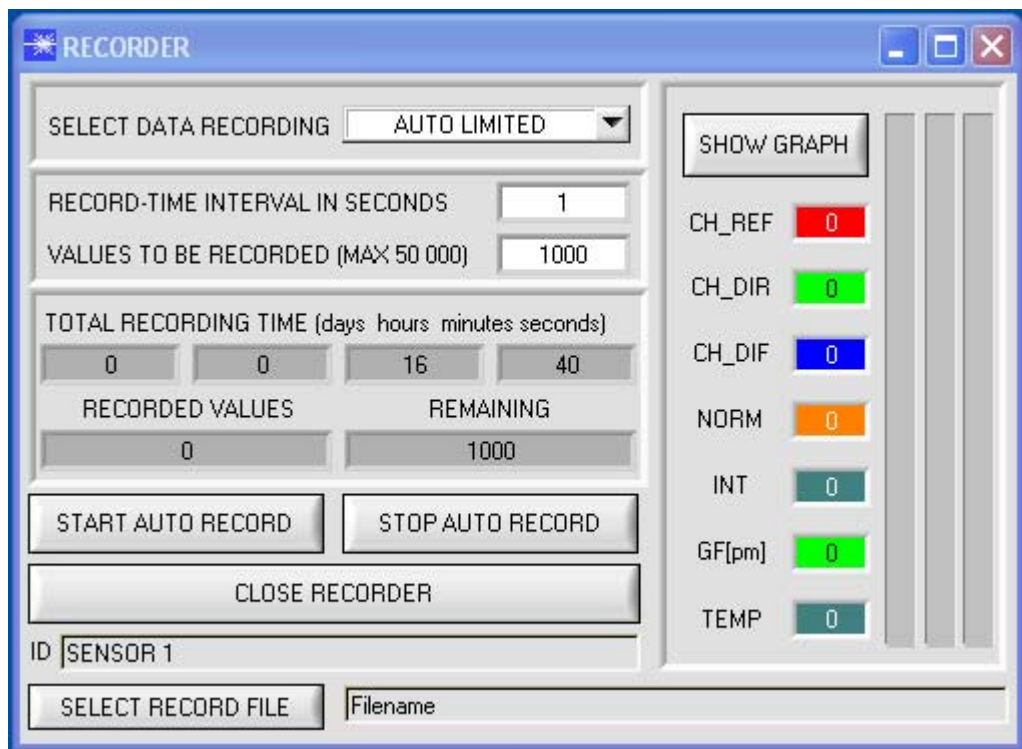 RECORDER
SELECT DATA RECORDING AUTO LIMITED
RECORD-TIME INTERVAL IN SECONDS 1
VALUES TO BE RECORDED (MAX 50 000) 1000
TOTAL RECORDING TIME (days hours minutes seconds)
0 0 16 40
RECORDED VALUES REMAINING
0 1000
START AUTO RECORD STOP AUTO RECORD
CLOSE RECORDER
ID SENSOR 1
SELECT RECORD FILE Filename
SHOW GRAPH
CH_REF 0
CH_DIR 0
CH_DIF 0
NORM 0
INT 0
GF[pm] 0
TEMP 0